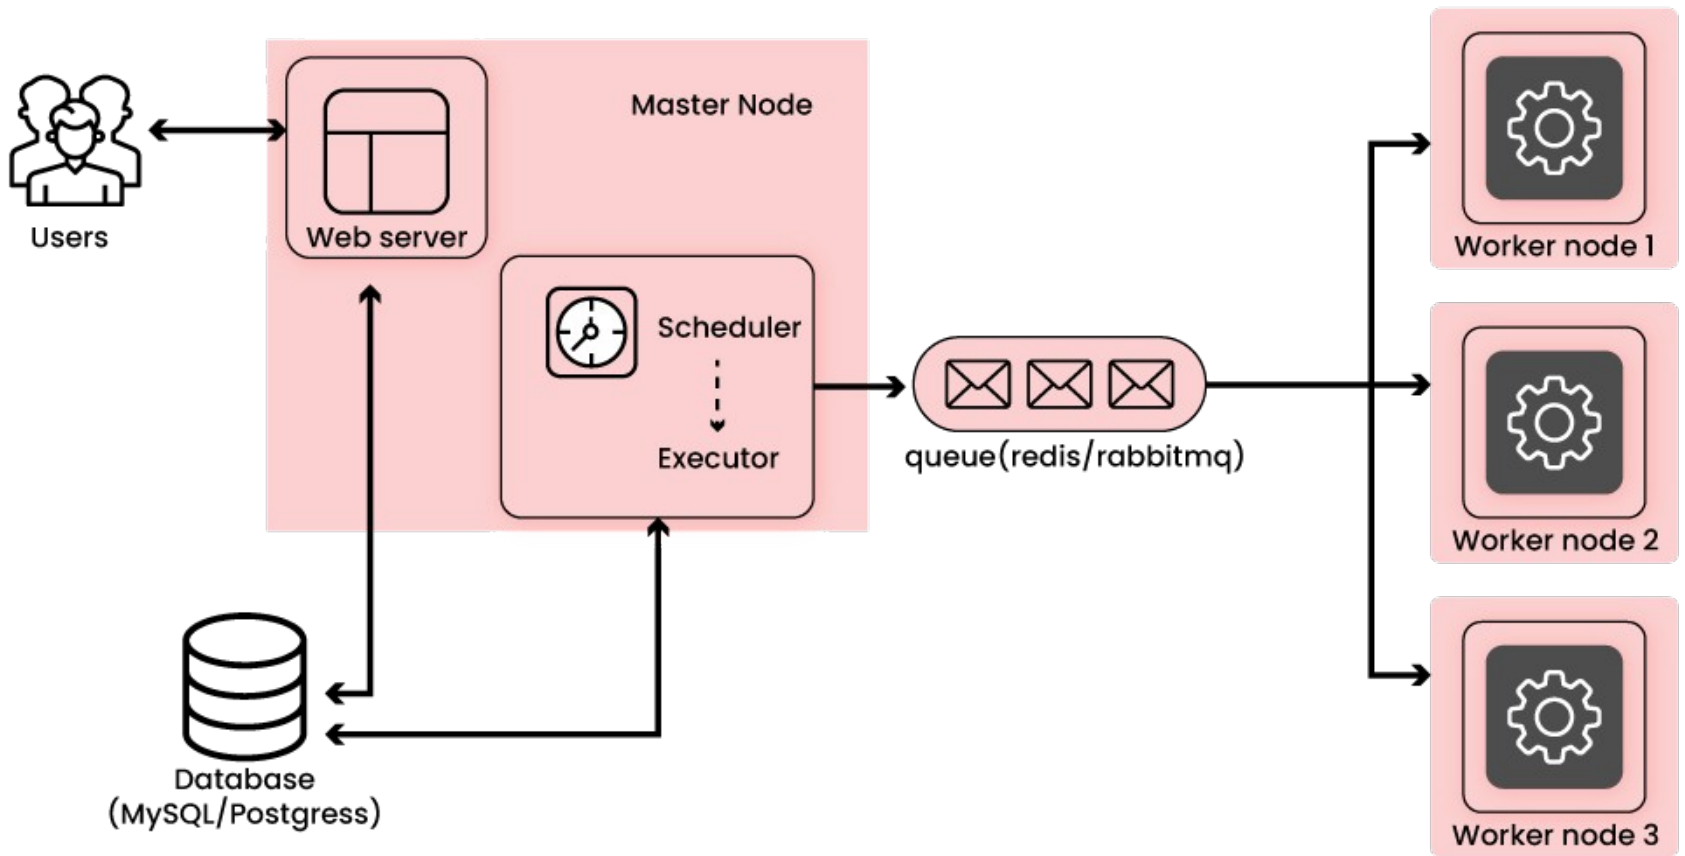 Master Node
Users
Web server
Scheduler
Executor
queue(redis/rabbitmq)
Worker node 1
Worker node 2
Worker node 3
Database
(MySQL/Postgress)